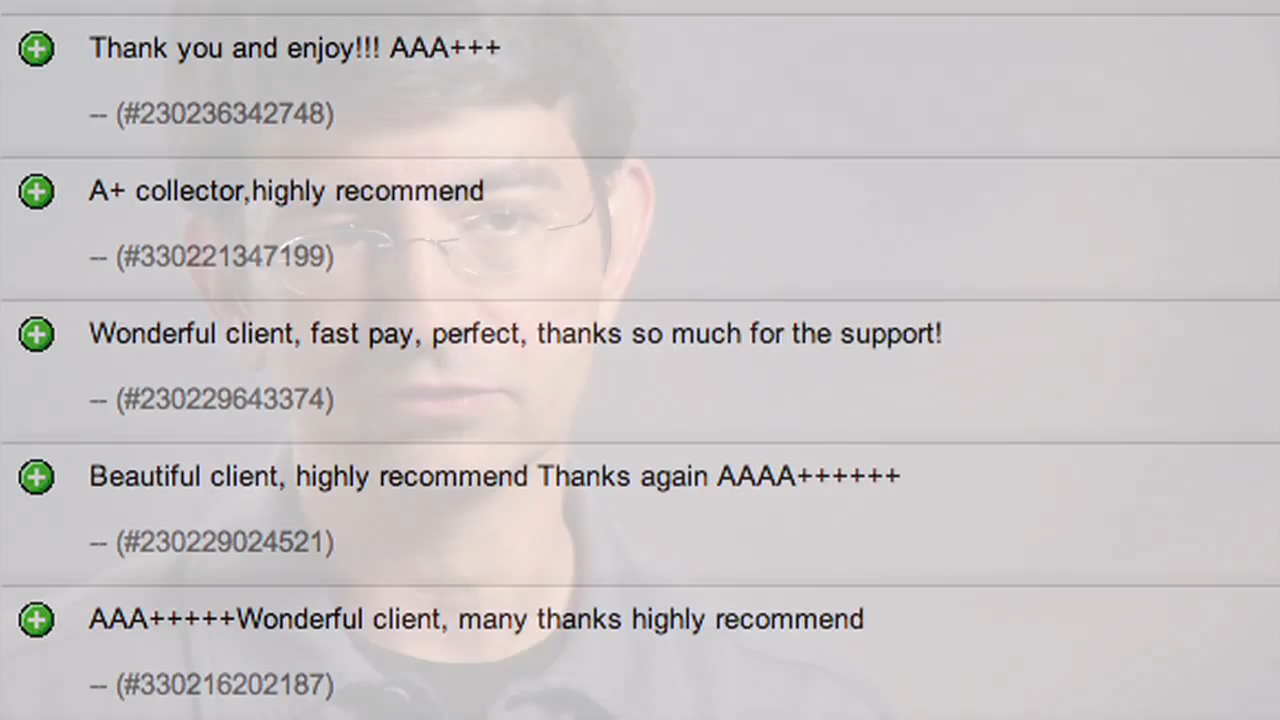 Thank you and enjoy!!! AAA+++
-- (#230236342748)
A+ collector,highly recommend
-- (#330221347199)
Wonderful client, fast pay, perfect, thanks so much for the support!
-- (#230229643374)
Beautiful client, highly recommend Thanks again AAAA++++++
-- (#230229024521)
AAA+++++Wonderful client, many thanks highly recommend
-- (#330216202187)